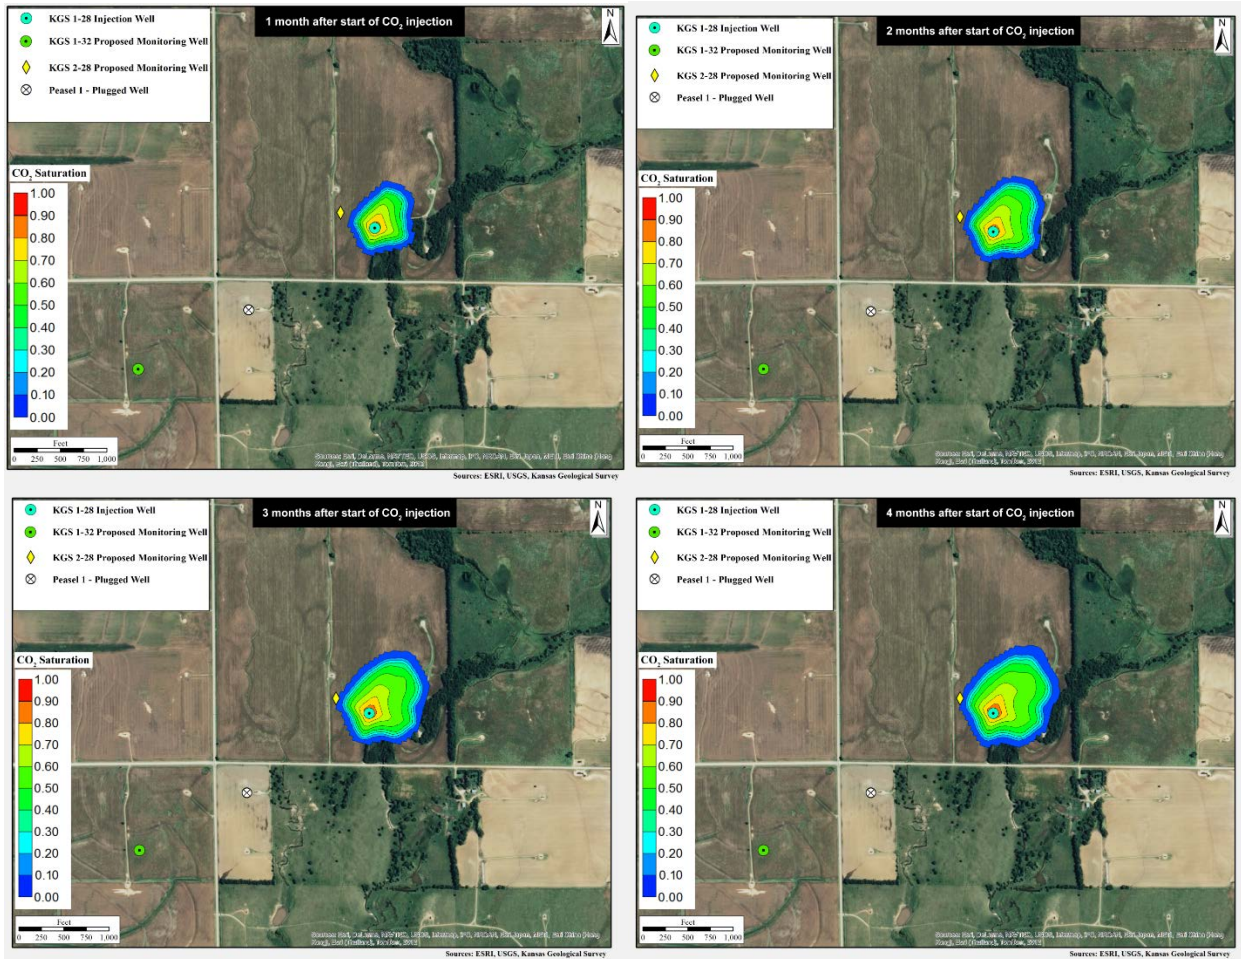 1 month after start of CO₂ injection
N
KGS 1-28 Injection Well
KGS 1-32 Proposed Monitoring Well
KGS 2-28 Proposed Monitoring Well
Peasel 1 - Plugged Well
CO₂ Saturation
1.00
0.90
0.80
0.70
0.60
0.50
0.40
0.30
0.20
0.10
0.00
Feet
0 250 500 750 1,000
Sources: ESRI, USGS, Kansas Geological Survey
2 months after start of CO₂ injection
N
KGS 1-28 Injection Well
KGS 1-32 Proposed Monitoring Well
KGS 2-28 Proposed Monitoring Well
Peasel 1 - Plugged Well
CO₂ Saturation
1.00
0.90
0.80
0.70
0.60
0.50
0.40
0.30
0.20
0.10
0.00
Feet
0 250 500 750 1,000
Sources: ESRI, USGS, Kansas Geological Survey
3 months after start of CO₂ injection
N
KGS 1-28 Injection Well
KGS 1-32 Proposed Monitoring Well
KGS 2-28 Proposed Monitoring Well
Peasel 1 - Plugged Well
CO₂ Saturation
1.00
0.90
0.80
0.70
0.60
0.50
0.40
0.30
0.20
0.10
0.00
Feet
0 250 500 750 1,000
Sources: ESRI, USGS, Kansas Geological Survey
4 months after start of CO₂ injection
N
KGS 1-28 Injection Well
KGS 1-32 Proposed Monitoring Well
KGS 2-28 Proposed Monitoring Well
Peasel 1 - Plugged Well
CO₂ Saturation
1.00
0.90
0.80
0.70
0.60
0.50
0.40
0.30
0.20
0.10
0.00
Feet
0 250 500 750 1,000
Sources: ESRI, USGS, Kansas Geological Survey